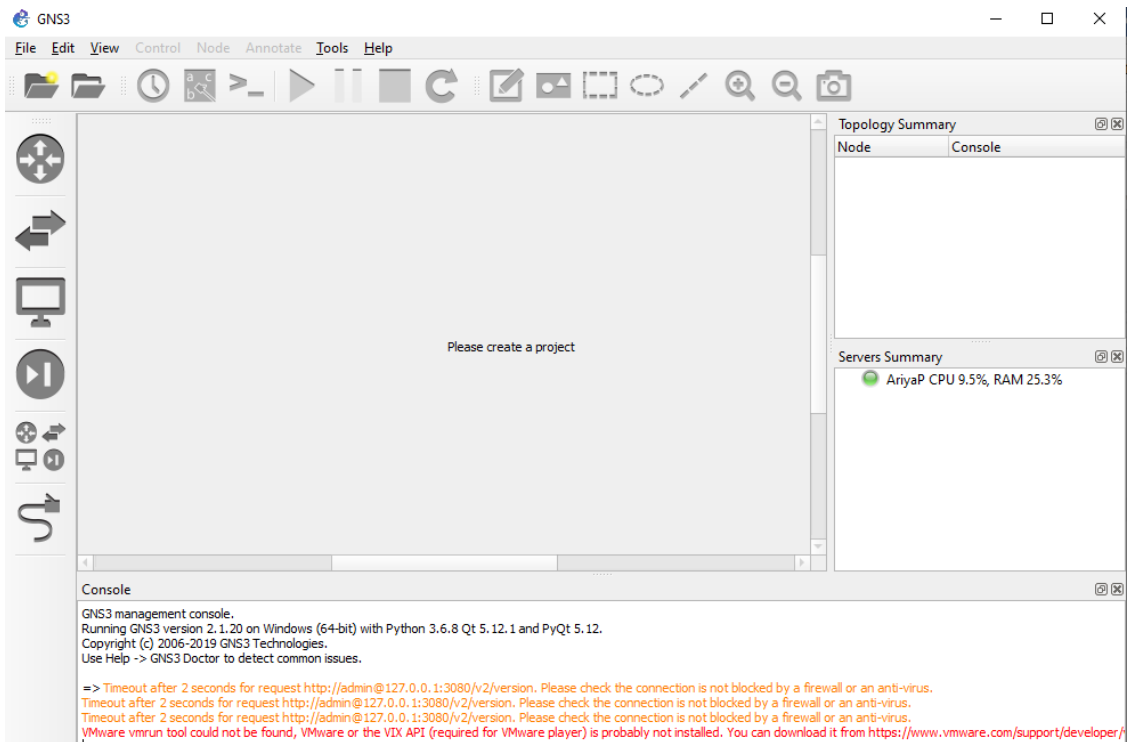 GNS3
File Edit View Control Node Annotate Tools Help
Topology Summary
Node Console
Please create a project
Servers Summary
AriyaP CPU 9.5%, RAM 25.3%
Console
GNS3 management console.
Running GNS3 version 2.1.20 on Windows (64-bit) with Python 3.6.8 Qt 5.12.1 and PyQt 5.12.
Copyright (c) 2006-2019 GNS3 Technologies.
Use Help -> GNS3 Doctor to detect common issues.
=> Timeout after 2 seconds for request http://admin@127.0.0.1:3080/v2/version. Please check the connection is not blocked by a firewall or an anti-virus.
Timeout after 2 seconds for request http://admin@127.0.0.1:3080/v2/version. Please check the connection is not blocked by a firewall or an anti-virus.
Timeout after 2 seconds for request http://admin@127.0.0.1:3080/v2/version. Please check the connection is not blocked by a firewall or an anti-virus.
VMware vmrun tool could not be found, VMware or the VIX API (required for VMware player) is probably not installed. You can download it from https://www.vmware.com/support/developer/